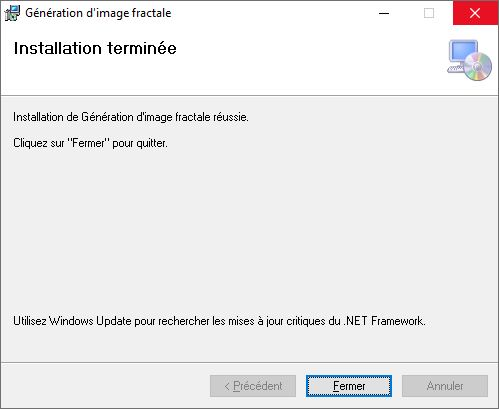 Génération d'image fractale
Installation terminée
Installation de Génération d'image fractale réussie.
Cliquez sur "Fermer" pour quitter.
Utilisez Windows Update pour rechercher les mises à jour critiques du .NET Framework.
< Précédent Fermer Annuler